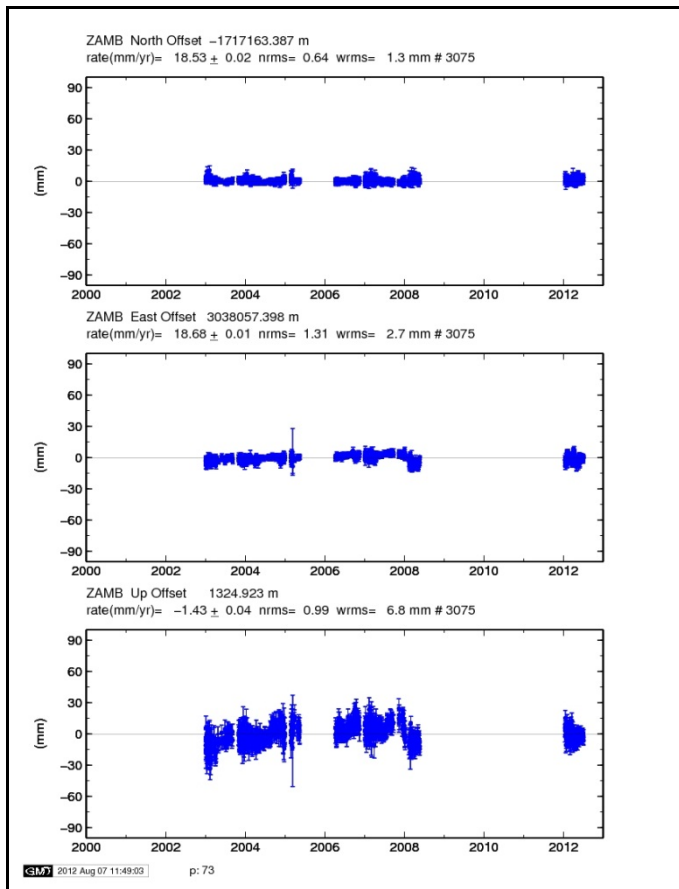 ZAMB North Offset −1717163.387 m
rate(mm/yr)= 18.53 ± 0.02 nrms= 0.64 wrms= 1.3 mm # 3075
90
60
30
0
−30
−60
−90
(mm)
2000 2002 2004 2006 2008 2010 2012
ZAMB East Offset 3038057.398 m
rate(mm/yr)= 18.68 ± 0.01 nrms= 1.31 wrms= 2.7 mm # 3075
90
60
30
0
−30
−60
−90
(mm)
2000 2002 2004 2006 2008 2010 2012
ZAMB Up Offset 1324.923 m
rate(mm/yr)= −1.43 ± 0.04 nrms= 0.99 wrms= 6.8 mm # 3075
90
60
30
0
−30
−60
−90
(mm)
2000 2002 2004 2006 2008 2010 2012
GMT 2012 Aug 07 11:49:03 p: 73